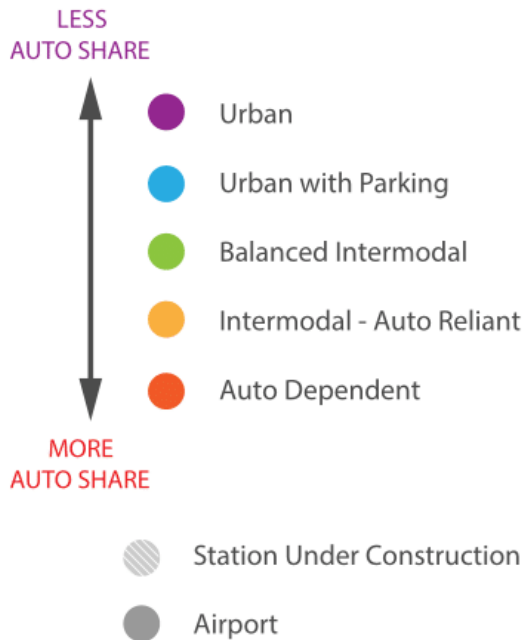 LESS
AUTO SHARE
Urban
Urban with Parking
Balanced Intermodal
Intermodal - Auto Reliant
Auto Dependent
MORE
AUTO SHARE
Station Under Construction
Airport